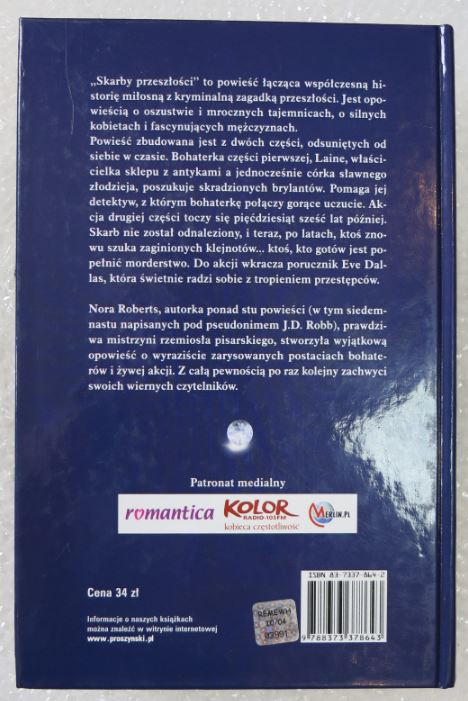 „Skarby przeszłości” to powieść łącząca współczesną hi-
storię miłosną z kryminalną zagadką przeszłości. Jest opo-
wieścią o oszustwie i mrocznych tajemnicach, o silnych
kobietach i fascynujących mężczyznach.
Powieść zbudowana jest z dwóch części, odsuniętych od
siebie w czasie. Bohaterka części pierwszej, Laine, właści-
cielka sklepu z antykami a jednocześnie córka sławnego
złodzieja, poszukuje skradzionych brylantów. Pomaga jej
detektyw, z którym bohaterkę połączy gorące uczucie. Ak-
cja drugiej części toczy się pięćdziesiąt sześć lat później.
Skarb nie został odnaleziony, i teraz, po latach, ktoś zno-
wu szuka zaginionych klejnotów... ktoś, kto gotów jest po-
pełnić morderstwo. Do akcji wkracza porucznik Eve Dal-
las, która świetnie radzi sobie z tropieniem przestępców.
Nora Roberts, autorka ponad stu powieści (w tym siedem-
nastu napisanych pod pseudonimem J.D. Robb), prawdzi-
wa mistrzyni rzemiosła pisarskiego, stworzyła wyjątkową
opowieść o wyraziście zarysowanych postaciach bohate-
rów i żywej akcji. Z całą pewnością po raz kolejny zachwyci
swoich wiernych czytelników.
Patronat medialny
romantica
KOLOR
RADIO·103FM
kobieca częstotliwość
MERLIN.PL
Cena 34 zł
Informacje o naszych książkach
można znaleźć w witrynie internetowej
www.proszynski.pl
REMEWH
10/04
03991
ISBN 83-7337-864-2
9 788373 378643